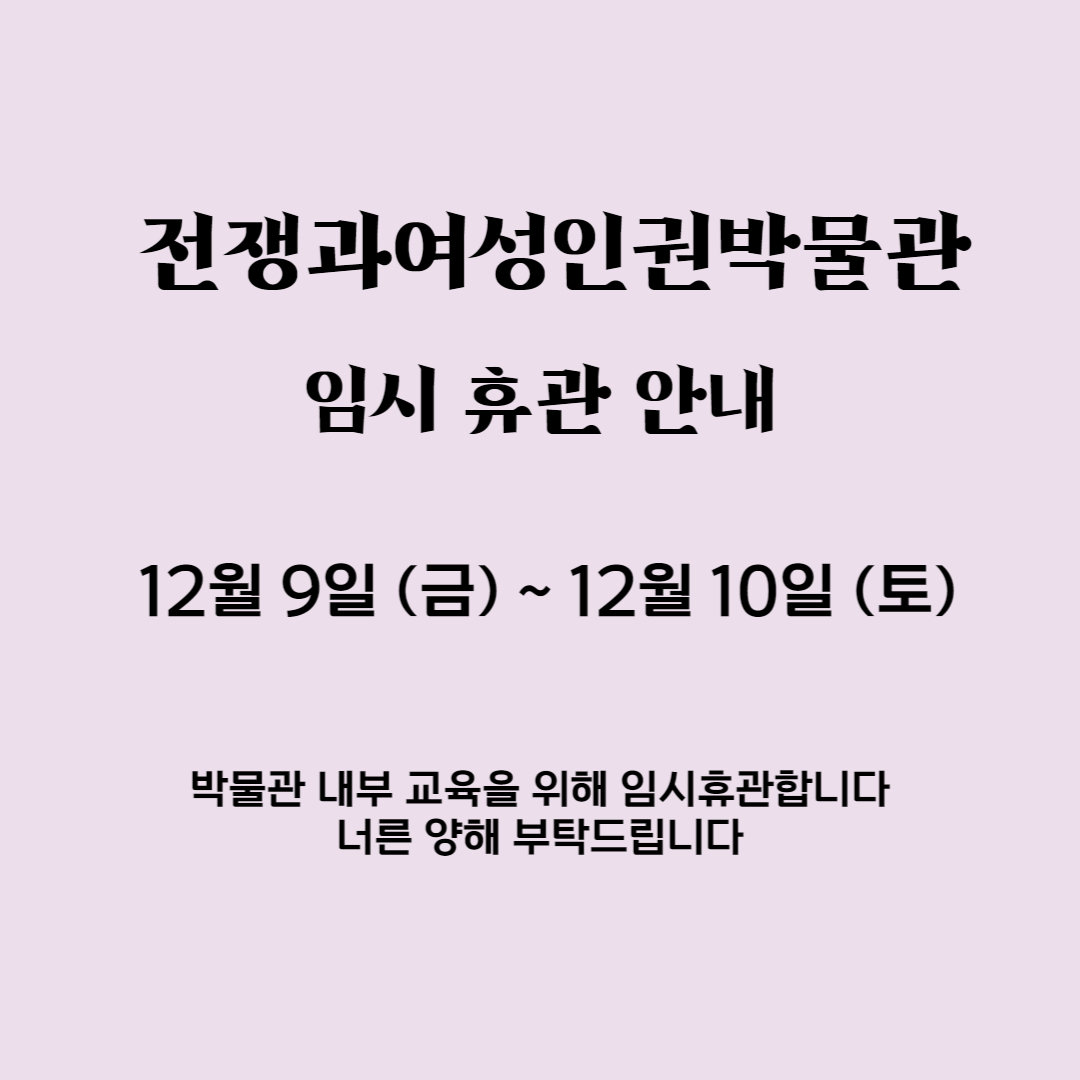 전쟁과여성인권박물관
임시 휴관 안내
12월 9일 (금) ~ 12월 10일 (토)
박물관 내부 교육을 위해 임시휴관합니다
너른 양해 부탁드립니다